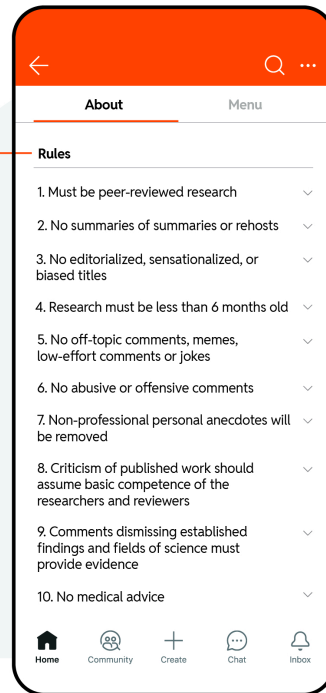 About
Menu
Rules
1. Must be peer-reviewed research
2. No summaries of summaries or rehosts
3. No editorialized, sensationalized, or
biased titles
4. Research must be less than 6 months old
5. No off-topic comments, memes,
low-effort comments or jokes
6. No abusive or offensive comments
7. Non-professional personal anecdotes will
be removed
8. Criticism of published work should
assume basic competence of the
researchers and reviewers
9. Comments dismissing established
findings and fields of science must
provide evidence
10. No medical advice
Home
Community
Create
Chat
Inbox